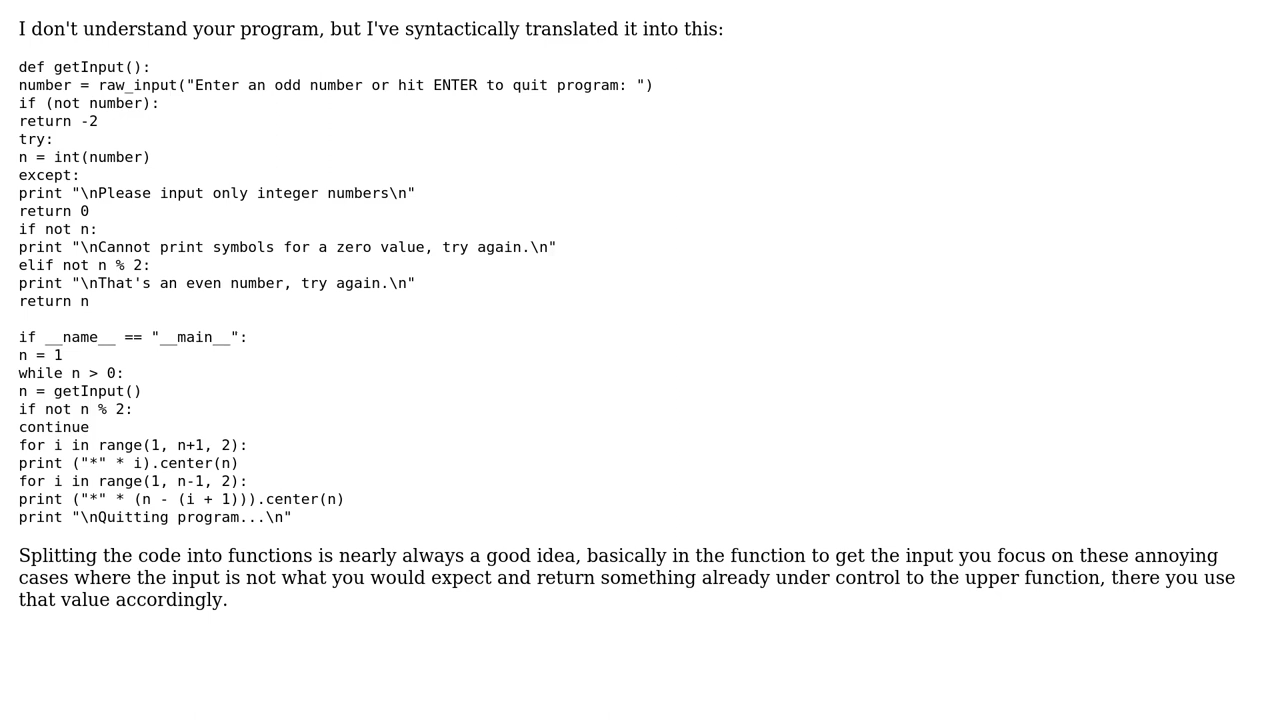 I don't understand your program, but I've syntactically translated it into this:
def getInput():
number = raw_input("Enter an odd number or hit ENTER to quit program: ")
if (not number):
return -2
try:
n = int(number)
except:
print "\nPlease input only integer numbers\n"
return 0
if not n:
print "\nCannot print symbols for a zero value, try again.\n"
elif not n % 2:
print "\nThat's an even number, try again.\n"
return n

if __name__ == "__main__":
n = 1
while n > 0:
n = getInput()
if not n % 2:
continue
for i in range(1, n+1, 2):
print ("*" * i).center(n)
for i in range(1, n-1, 2):
print ("*" * (n - (i + 1))).center(n)
print "\nQuitting program...\n"
Splitting the code into functions is nearly always a good idea, basically in the function to get the input you focus on these annoying
cases where the input is not what you would expect and return something already under control to the upper function, there you use
that value accordingly.